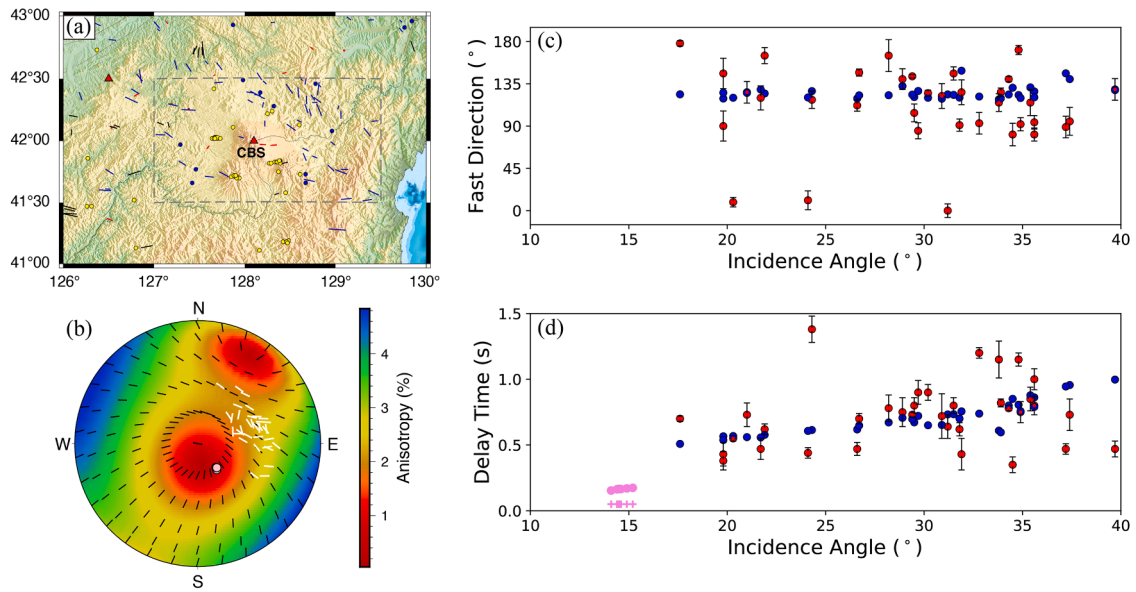 (a)
43°00'
42°30'
42°00'
41°30'
41°00'
CBS
126° 127° 128° 129° 130°
(b)
N
W E
S
4
3
2
1
Anisotropy (%)
(c)
180
135
90
45
0
Fast Direction (°)
10 15 20 25 30 35 40
Incidence Angle (°)
(d)
1.5
1.0
0.5
0.0
Delay Time (s)
10 15 20 25 30 35 40
Incidence Angle (°)